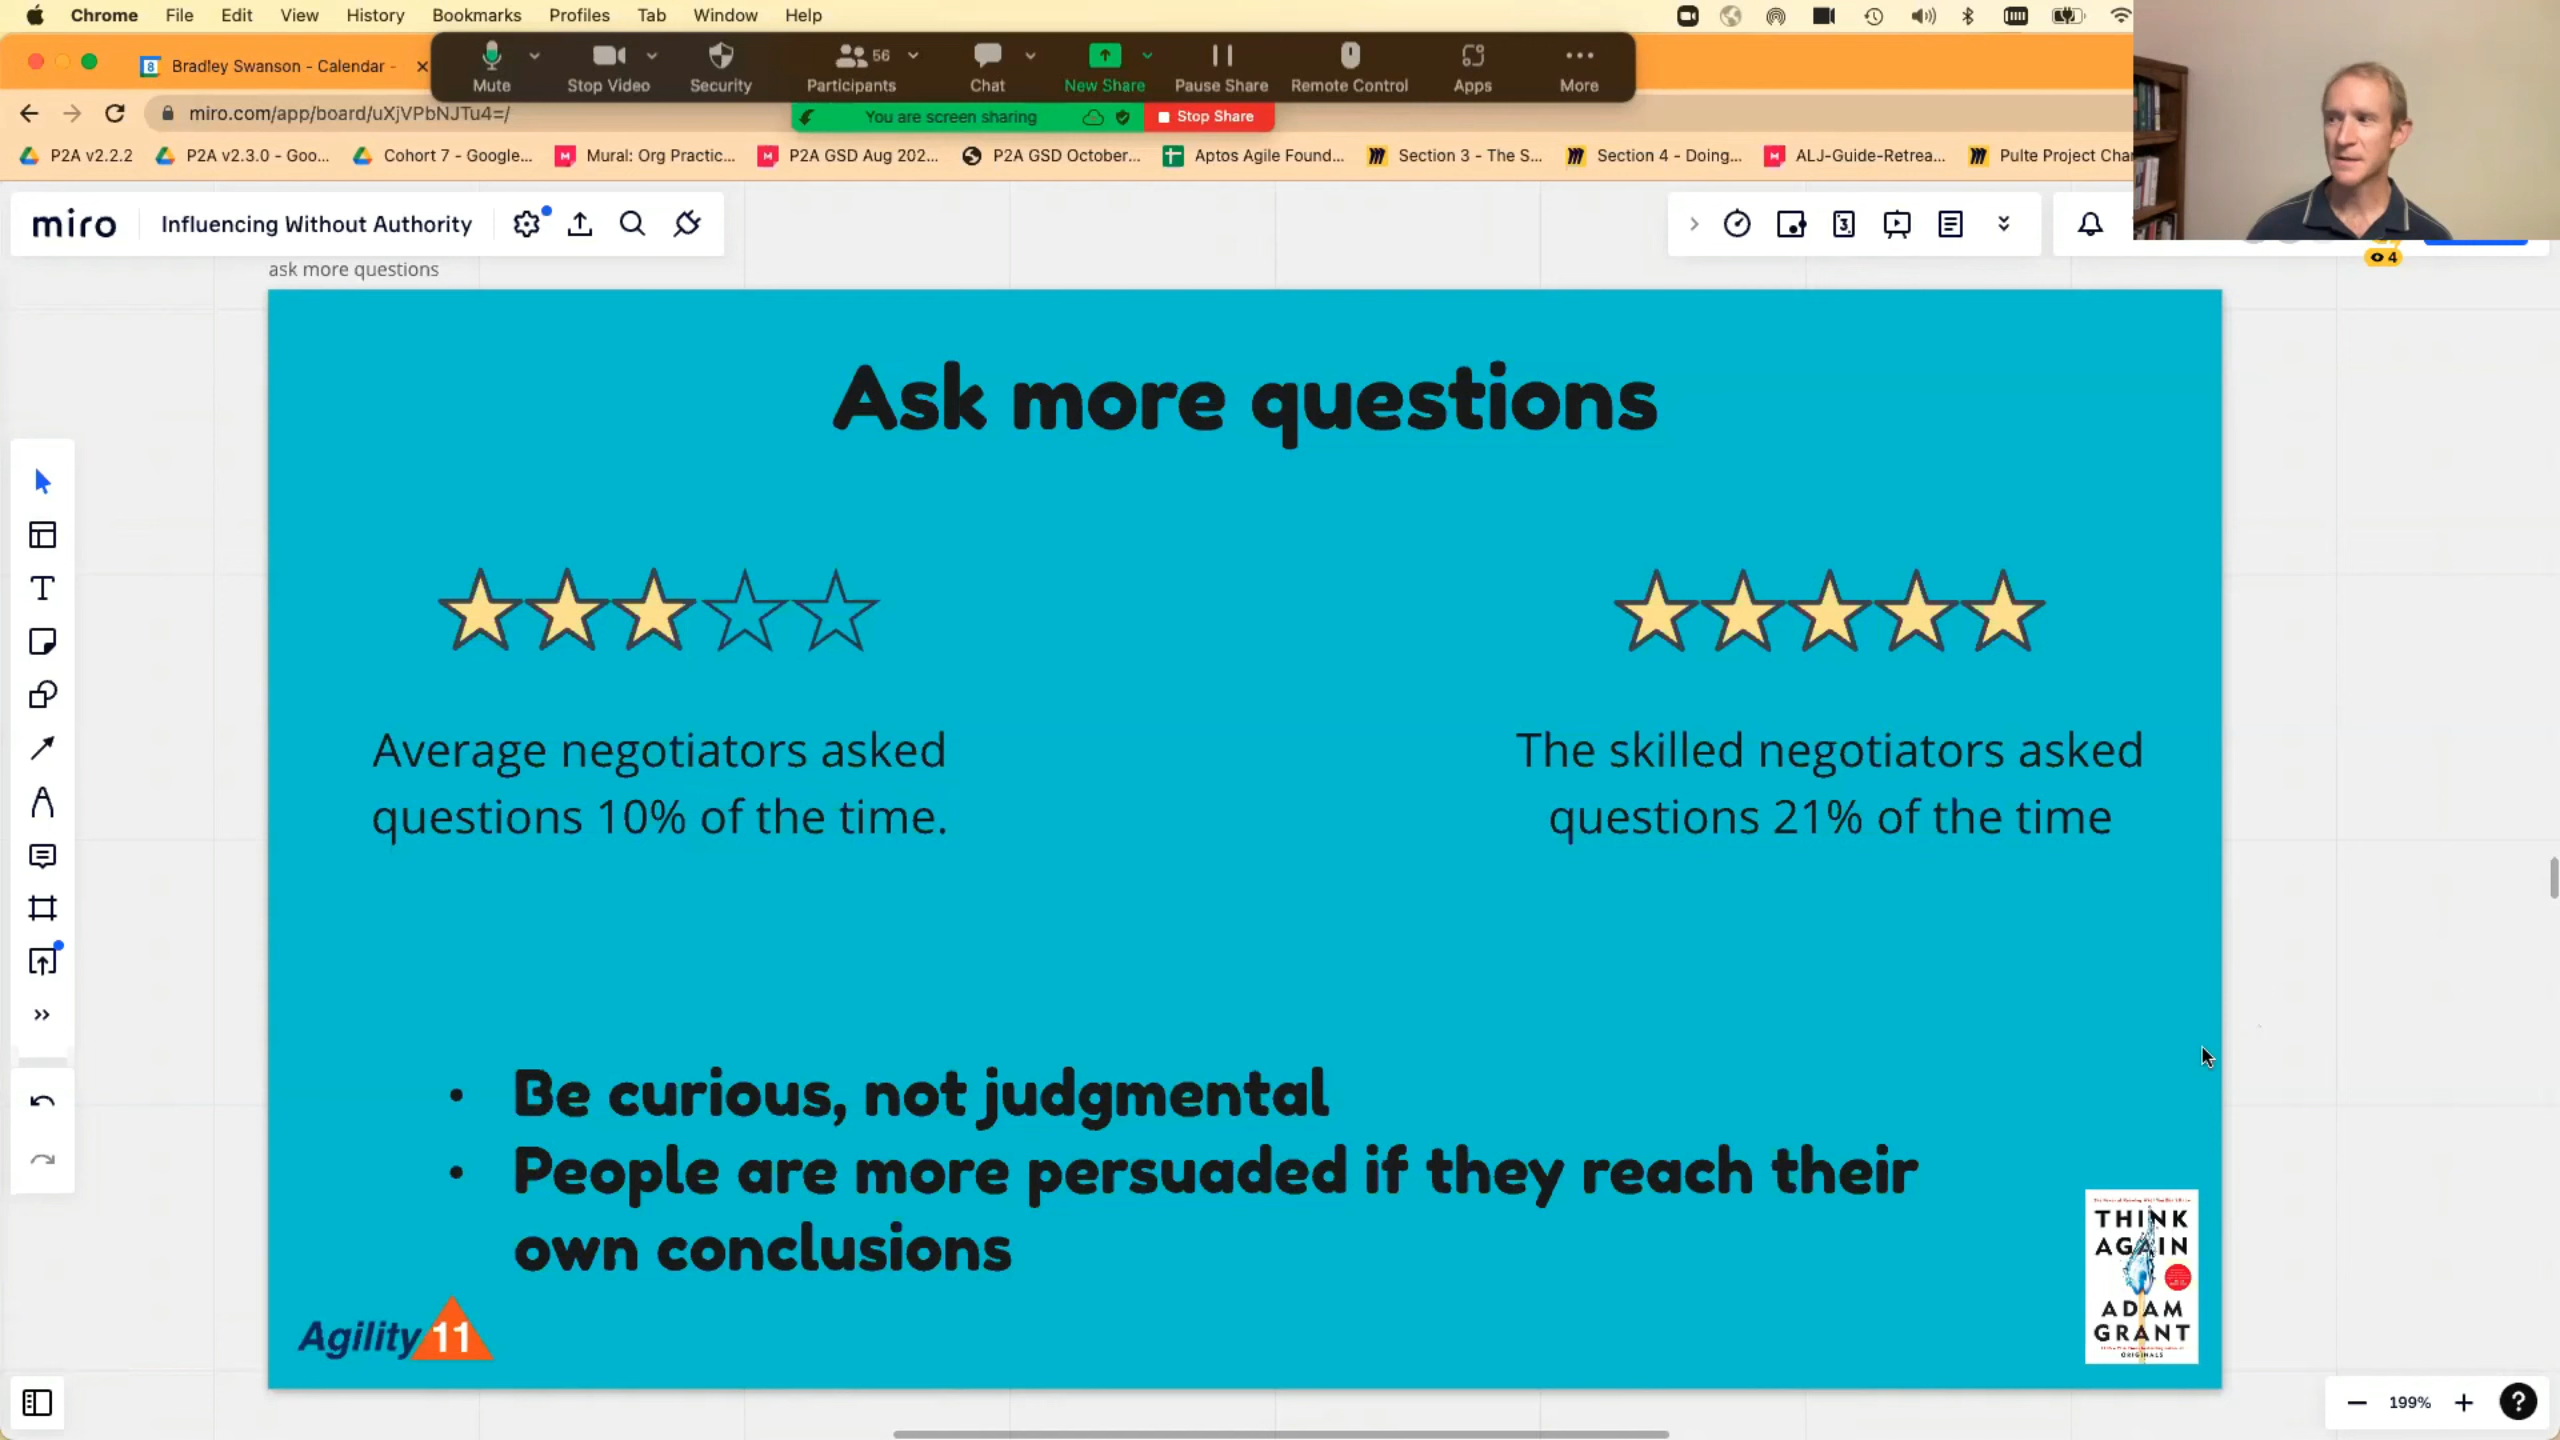 Chrome File Edit View History Bookmarks Profiles Tab Window Help
8 Bradley Swanson - Calendar -
Mute Stop Video Security Participants 56 Chat New Share Pause Share Remote Control Apps More
miro.com/app/board/uXjVPbNJTu4=/
You are screen sharing Stop Share
P2A v2.2.2 P2A v2.3.0 - Goo... Cohort 7 - Google... Mural: Org Practic... P2A GSD Aug 202... P2A GSD October... Aptos Agile Found... Section 3 - The S... Section 4 - Doing... ALJ-Guide-Retrea... Pulte Project Cha
miro Influencing Without Authority
4
ask more questions
Ask more questions
Average negotiators asked
questions 10% of the time.
The skilled negotiators asked
questions 21% of the time
• Be curious, not judgmental
• People are more persuaded if they reach their
own conclusions
Agility 11
THINK
AGAIN
ADAM
GRANT
ORIGINALS
199%